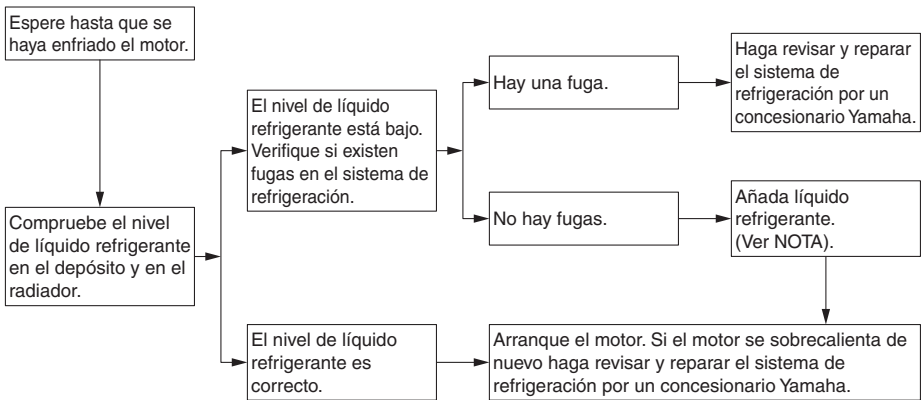 Espere hasta que se
haya enfriado el motor.
Compruebe el nivel
de líquido refrigerante
en el depósito y en el
radiador.
El nivel de líquido
refrigerante está bajo.
Verifique si existen
fugas en el sistema de
refrigeración.
Hay una fuga.
Haga revisar y reparar
el sistema de
refrigeración por un
concesionario Yamaha.
No hay fugas.
Añada líquido
refrigerante.
(Ver NOTA).
El nivel de líquido
refrigerante es
correcto.
Arranque el motor. Si el motor se sobrecalienta de
nuevo haga revisar y reparar el sistema de
refrigeración por un concesionario Yamaha.